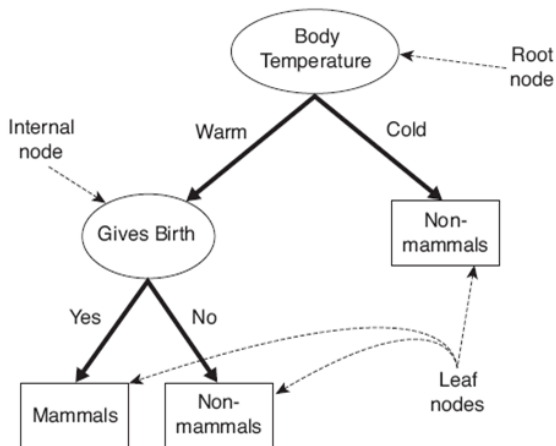 Body
Temperature
Root
node
Internal
node
Warm
Cold
Gives Birth
Non-
mammals
Yes
No
Mammals
Non-
mammals
Leaf
nodes